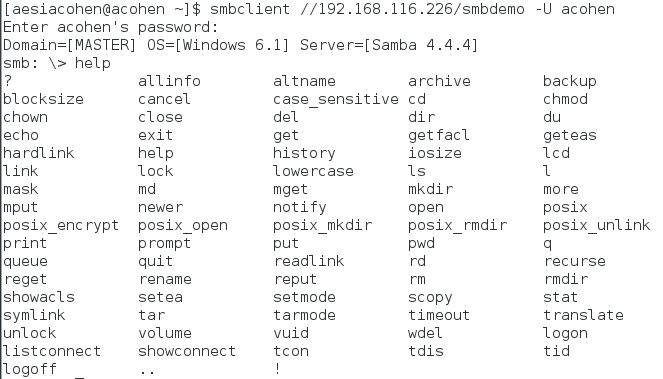 [aesiacohen@acohen ~]$ smbclient //192.168.116.226/smbdemo -U acohen
Enter acohen's password:
Domain=[MASTER] OS=[Windows 6.1] Server=[Samba 4.4.4]
smb: \> help
?              allinfo        altname        archive        backup
blocksize      cancel         case_sensitive cd             chmod
chown          close          del            dir            du
echo           exit           get            getfacl        geteas
hardlink       help           history        iosize         lcd
link           lock           lowercase      ls             l
mask           md             mget           mkdir          more
mput           newer          notify         open           posix
posix_encrypt  posix_open     posix_mkdir    posix_rmdir    posix_unlink
print          prompt         put            pwd            q
queue          quit           readlink       rd             recurse
reget          rename         reput          rm             rmdir
showacls       setea          setmode        scopy          stat
symlink        tar            tarmode        timeout        translate
unlock         volume         vuid           wdel           logon
listconnect    showconnect    tcon           tdis           tid
logoff         ..             !